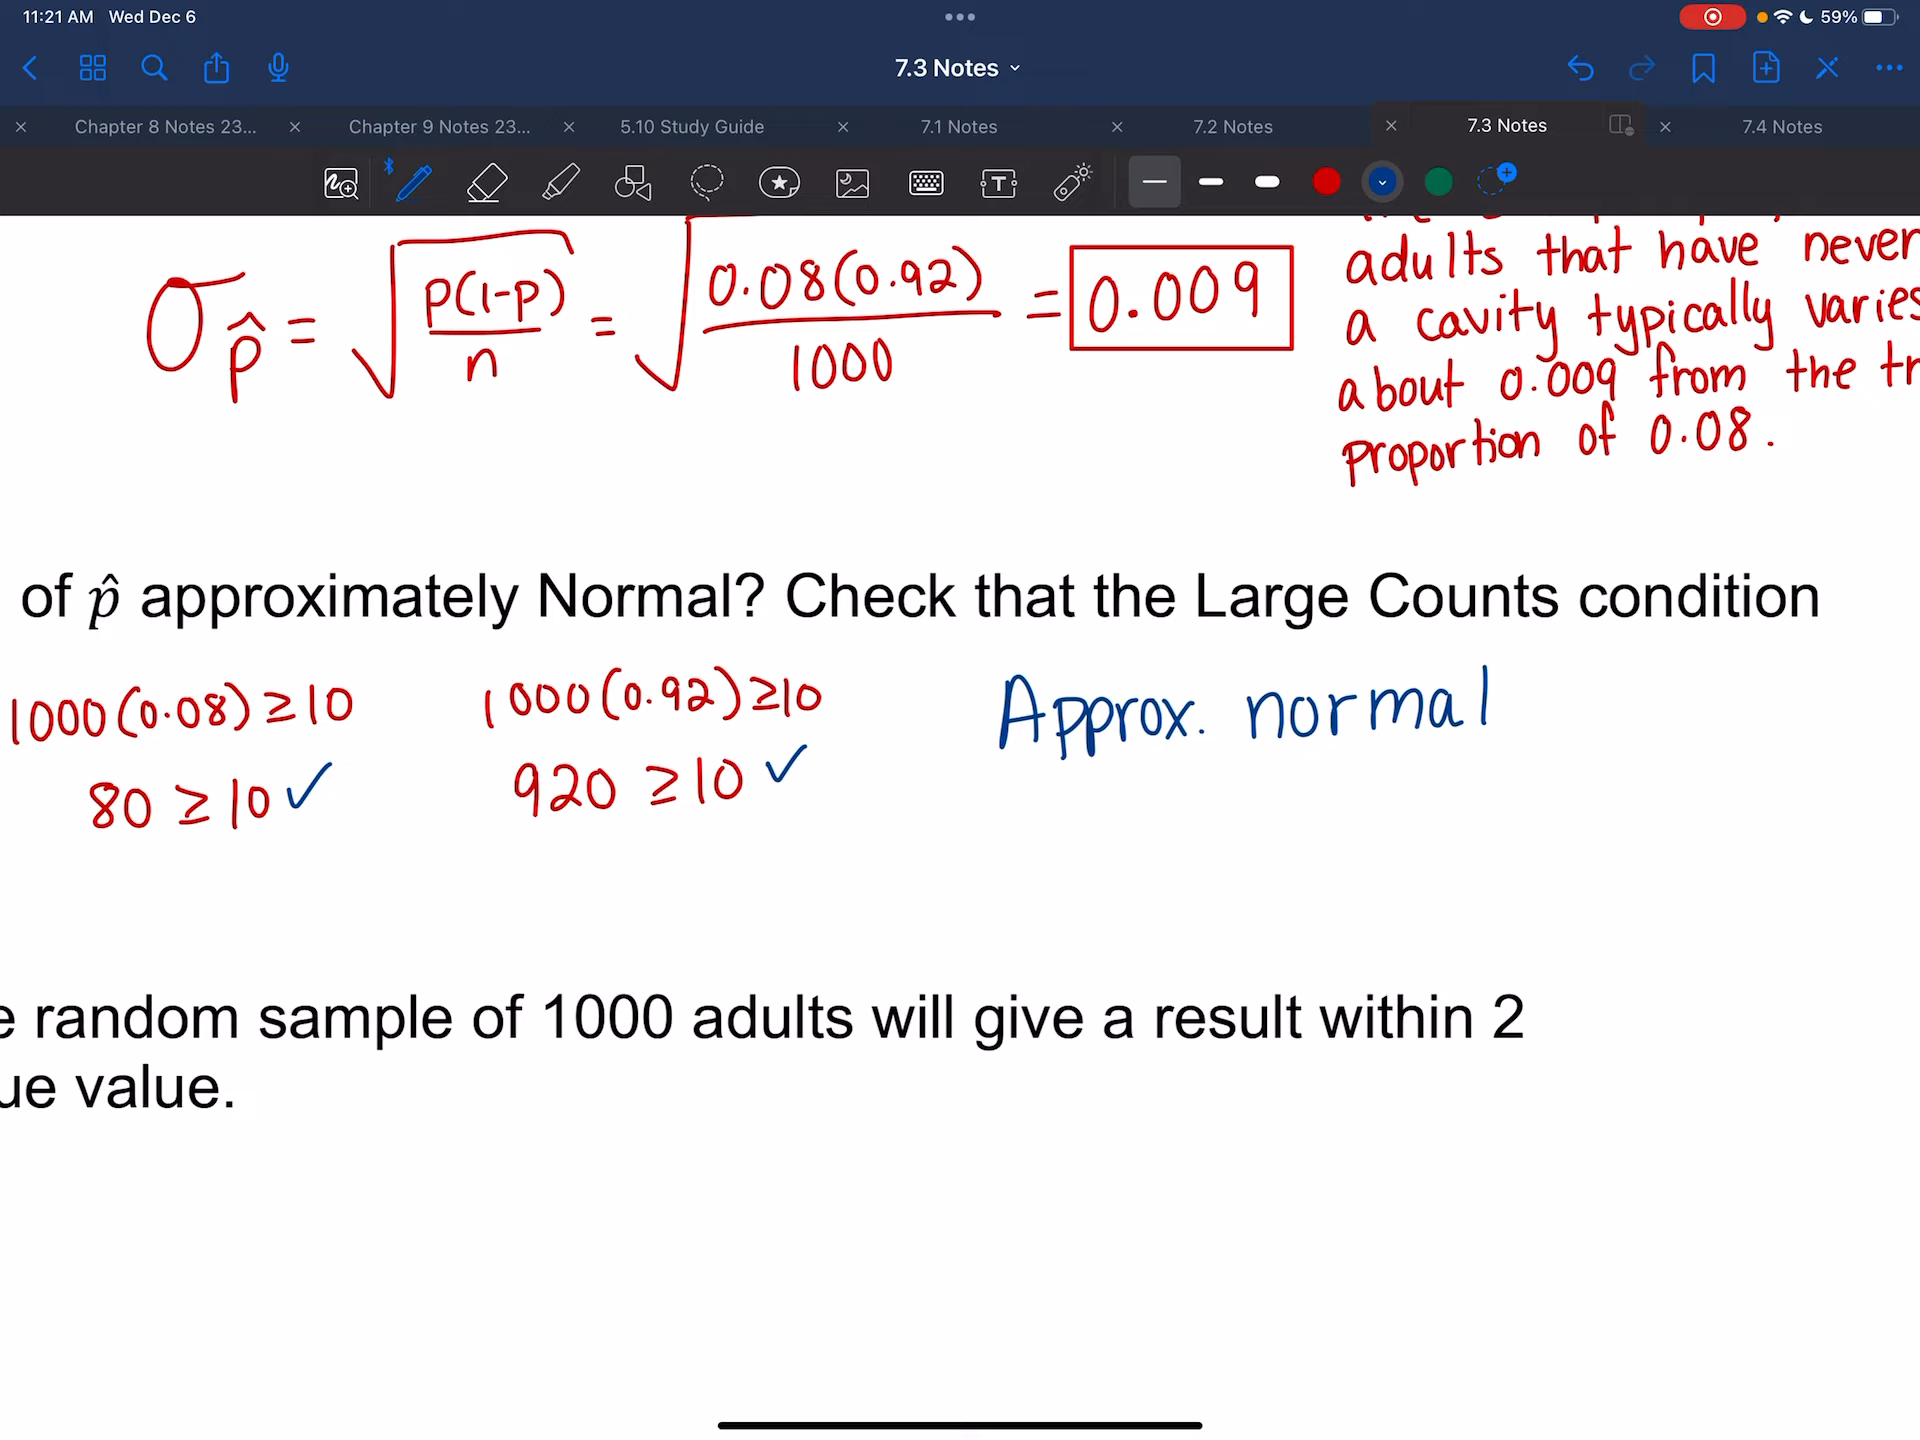 11:21 AM Wed Dec 6
59%
7.3 Notes
Chapter 8 Notes 23...
Chapter 9 Notes 23...
5.10 Study Guide
7.1 Notes
7.2 Notes
7.3 Notes
7.4 Notes
σp̂ = √(p(1-p)/n) = √(0.08(0.92)/1000) = 0.009
adults that have never
a cavity typically varies
about 0.009 from the tr
proportion of 0.08.
of p̂ approximately Normal? Check that the Large Counts condition
1000(0.08) ≥ 10 1000(0.92) ≥ 10 Approx. normal
80 ≥ 10 ✓ 920 ≥ 10 ✓
e random sample of 1000 adults will give a result within 2
ue value.